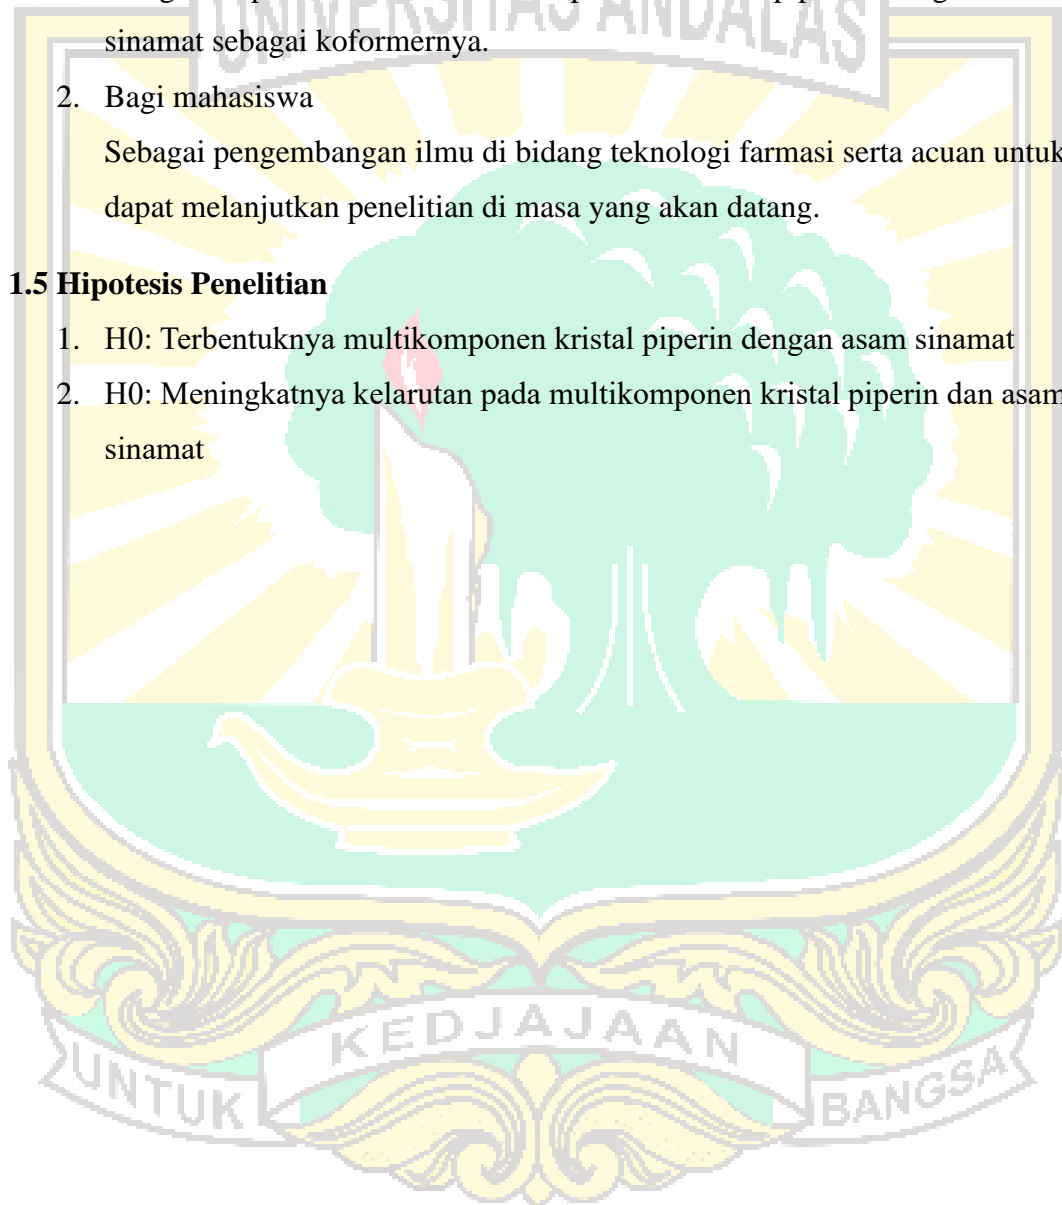 UNIVERSITAS ANDALAS
sinamat sebagai koformernya.
2. Bagi mahasiswa
Sebagai pengembangan ilmu di bidang teknologi farmasi serta acuan untuk
dapat melanjutkan penelitian di masa yang akan datang.
1.5 Hipotesis Penelitian
1. H0: Terbentuknya multikomponen kristal piperin dengan asam sinamat
2. H0: Meningkatnya kelarutan pada multikomponen kristal piperin dan asam
sinamat
KEDJAJAAN
UNTUK
BANGSA